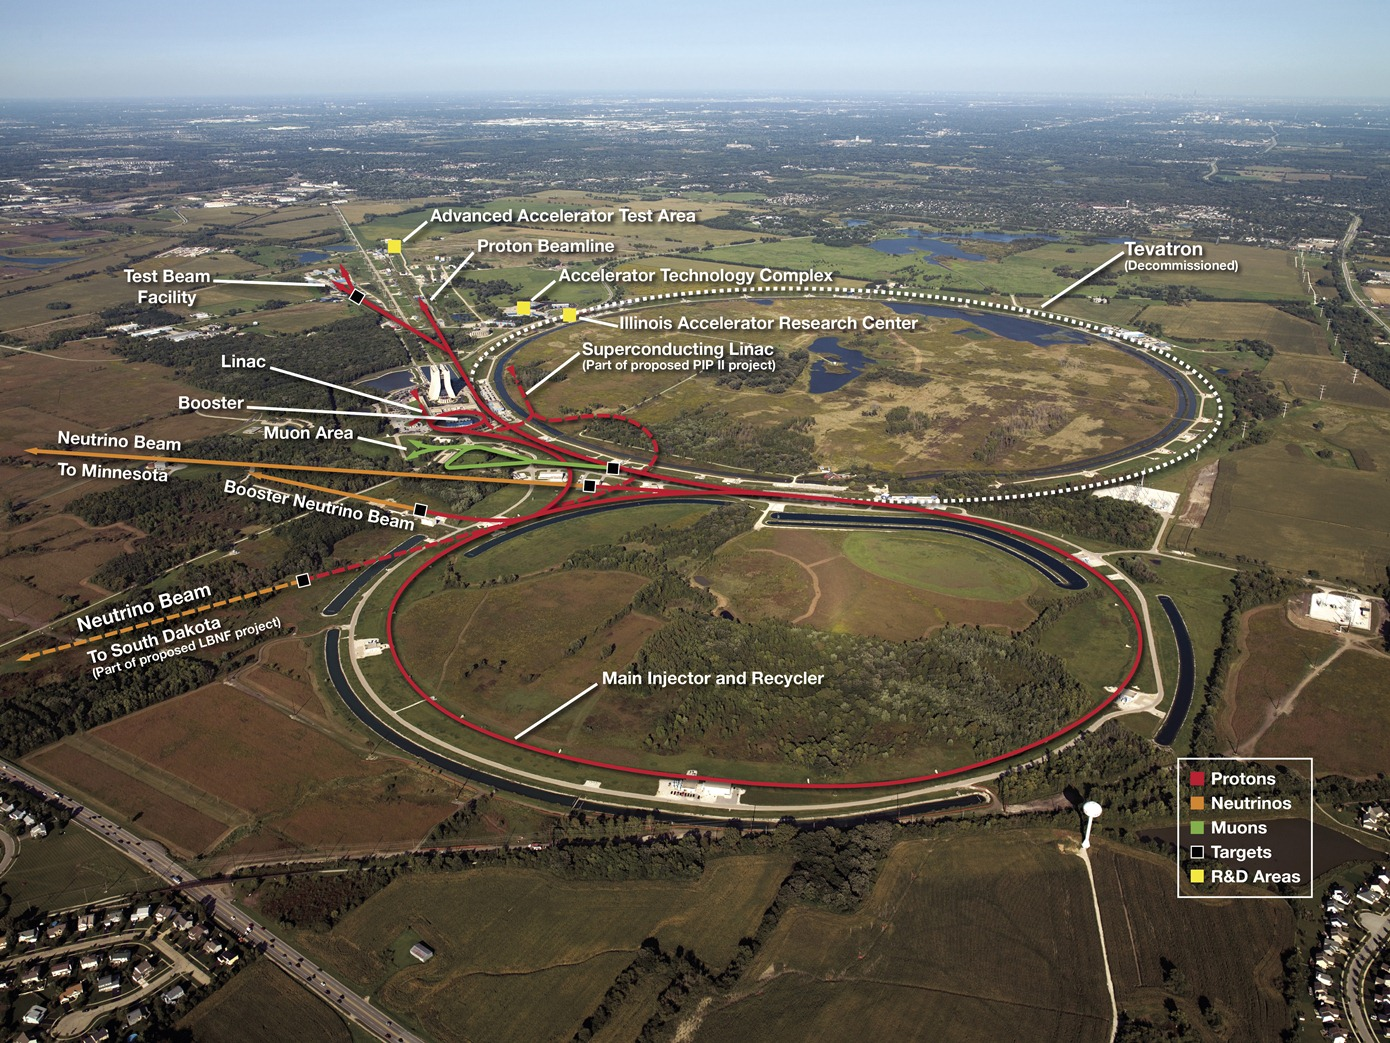 Advanced Accelerator Test Area
Proton Beamline
Tevatron
(Decommissioned)
Test Beam
Facility
Accelerator Technology Complex
Illinois Accelerator Research Center
Superconducting Linac
(Part of proposed PIP II project)
Linac
Booster
Muon Area
Neutrino Beam
To Minnesota
Booster Neutrino Beam
Neutrino Beam
To South Dakota
(Part of proposed LBNF project)
Main Injector and Recycler
Protons
Neutrinos
Muons
Targets
R&D Areas